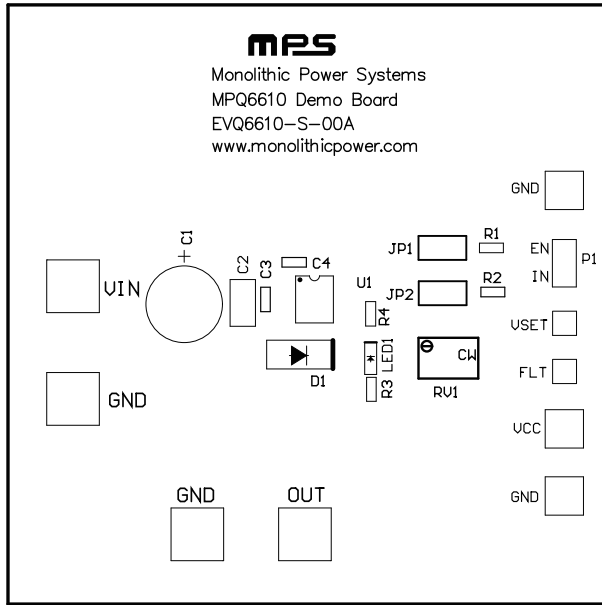 MPS
Monolithic Power Systems
MPQ6610 Demo Board
EVQ6610-S-00A
www.monolithicpower.com
GND
C1
+
C2
C3
C4
U1
JP1
R1
EN
IN
P1
VIN
JP2
R2
R4
VSET
D1
LED1
CW
FLT
R3
RV1
GND
VCC
GND
OUT
GND